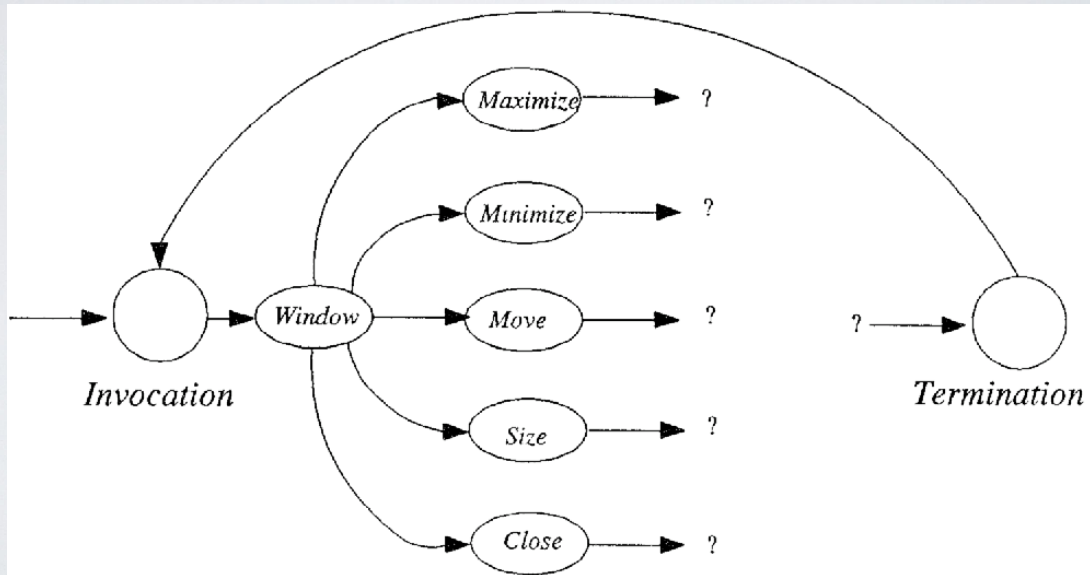 Maximize
?
Minimize
?
Window
Move
?
?
Invocation
Termination
Size
?
Close
?